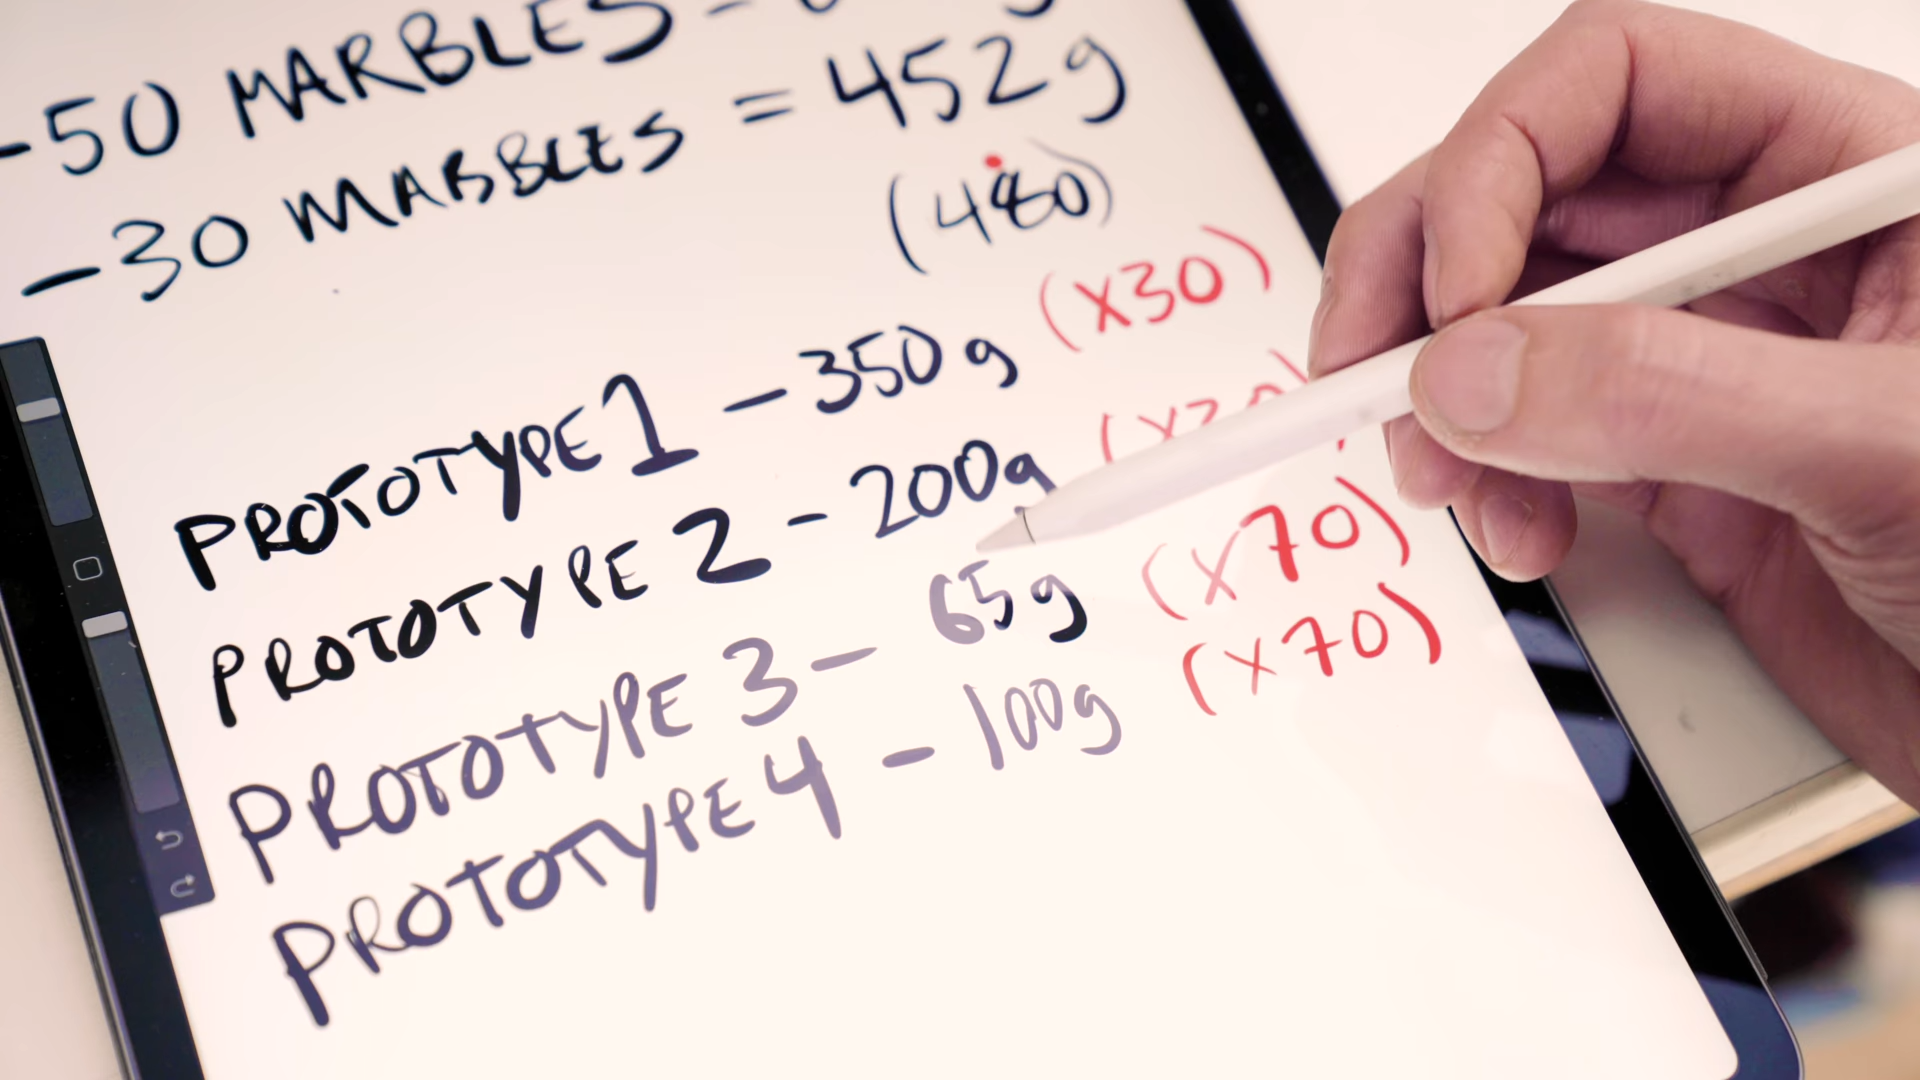 -50 MARBLES -
-30 MARBLES = 452g
(480)
PROTOTYPE 1 - 350g (x30)
PROTOTYPE 2 - 200g
PROTOTYPE 3 - 65g (x70)
PROTOTYPE 4 - 100g (x70)